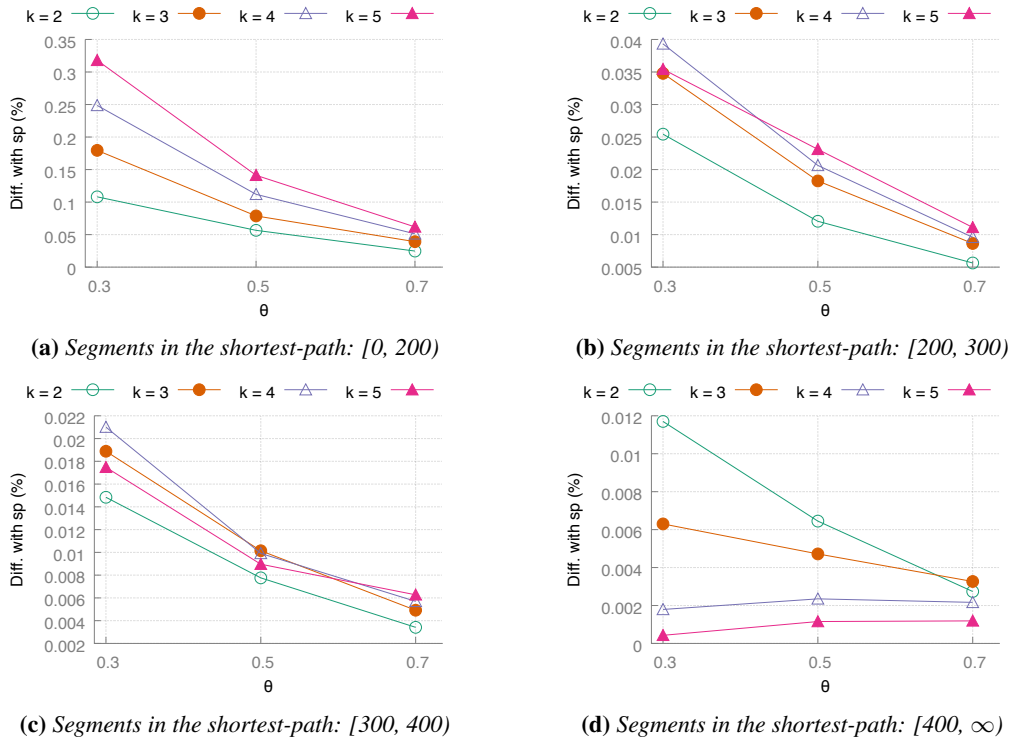 k = 2 k = 3 k = 4 k = 5
0.35
0.3
0.25
0.2
0.15
0.1
0.05
0
Diff. with sp (%)
0.3 0.5 0.7
θ
(a) Segments in the shortest-path: [0, 200)
k = 2 k = 3 k = 4 k = 5
0.04
0.035
0.03
0.025
0.02
0.015
0.01
0.005
Diff. with sp (%)
0.3 0.5 0.7
θ
(b) Segments in the shortest-path: [200, 300)
k = 2 k = 3 k = 4 k = 5
0.022
0.02
0.018
0.016
0.014
0.012
0.01
0.008
0.006
0.004
0.002
Diff. with sp (%)
0.3 0.5 0.7
θ
(c) Segments in the shortest-path: [300, 400)
k = 2 k = 3 k = 4 k = 5
0.012
0.01
0.008
0.006
0.004
0.002
0
Diff. with sp (%)
0.3 0.5 0.7
θ
(d) Segments in the shortest-path: [400, ∞)